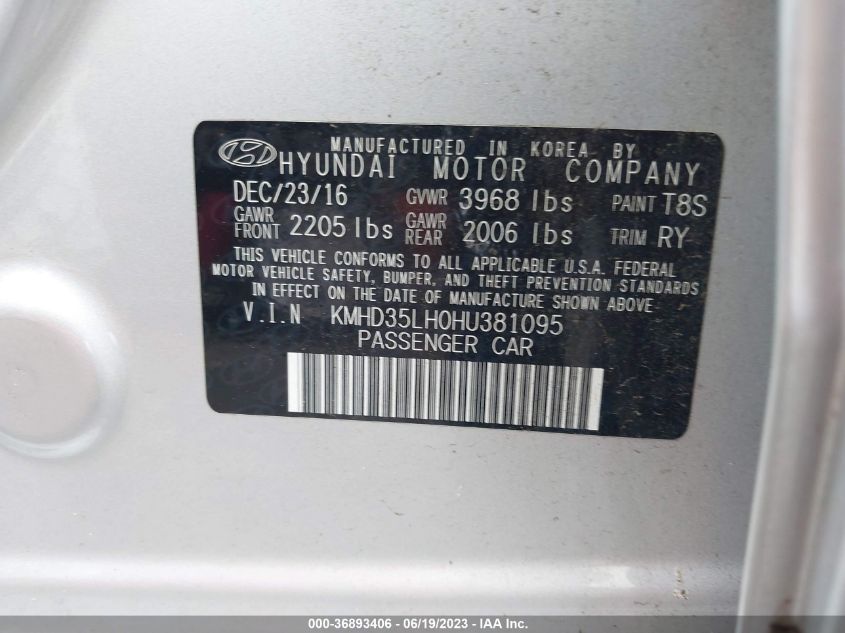 MANUFACTURED IN KOREA BY
HYUNDAI MOTOR COMPANY
DEC/23/16 GVWR 3968 lbs PAINT T8S
GAWR FRONT 2205 lbs GAWR REAR 2006 lbs TRIM RY
THIS VEHICLE CONFORMS TO ALL APPLICABLE U.S.A. FEDERAL
MOTOR VEHICLE SAFETY, BUMPER, AND THEFT PREVENTION STANDARDS
IN EFFECT ON THE DATE OF MANUFACTURE SHOWN ABOVE
V.I.N KMHD35LH0HU381095
PASSENGER CAR
000-36893406 - 06/19/2023 - IAA Inc.